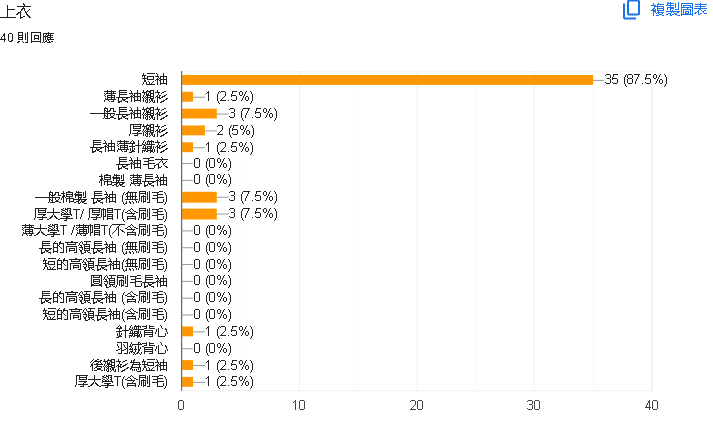 上衣
複製圖表
40 則回應
短袖 35 (87.5%)
薄長袖襯衫 1 (2.5%)
一般長袖襯衫 3 (7.5%)
厚襯衫 2 (5%)
長袖薄針織衫 1 (2.5%)
長袖毛衣 0 (0%)
棉製 薄長袖 0 (0%)
一般棉製 長袖 (無刷毛) 3 (7.5%)
厚大學T/ 厚帽T(含刷毛) 3 (7.5%)
薄大學T /薄帽T(不含刷毛) 0 (0%)
長的高領長袖 (無刷毛) 0 (0%)
短的高領長袖(無刷毛) 0 (0%)
圓領刷毛長袖 0 (0%)
長的高領長袖 (含刷毛) 0 (0%)
短的高領長袖(含刷毛) 0 (0%)
針織背心 1 (2.5%)
羽絨背心 0 (0%)
後襯衫為短袖 1 (2.5%)
厚大學T(含刷毛) 1 (2.5%)
0 10 20 30 40